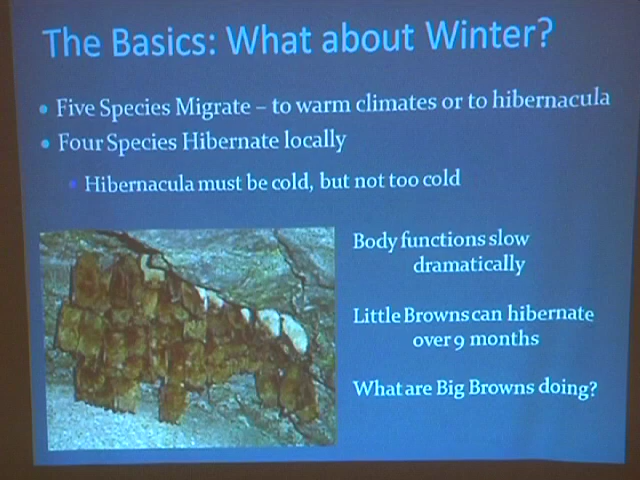 The Basics: What about Winter?
• Five Species Migrate – to warm climates or to hibernacula
• Four Species Hibernate locally
• Hibernacula must be cold, but not too cold
Body functions slow
dramatically
Little Browns can hibernate
over 9 months
What are Big Browns doing?